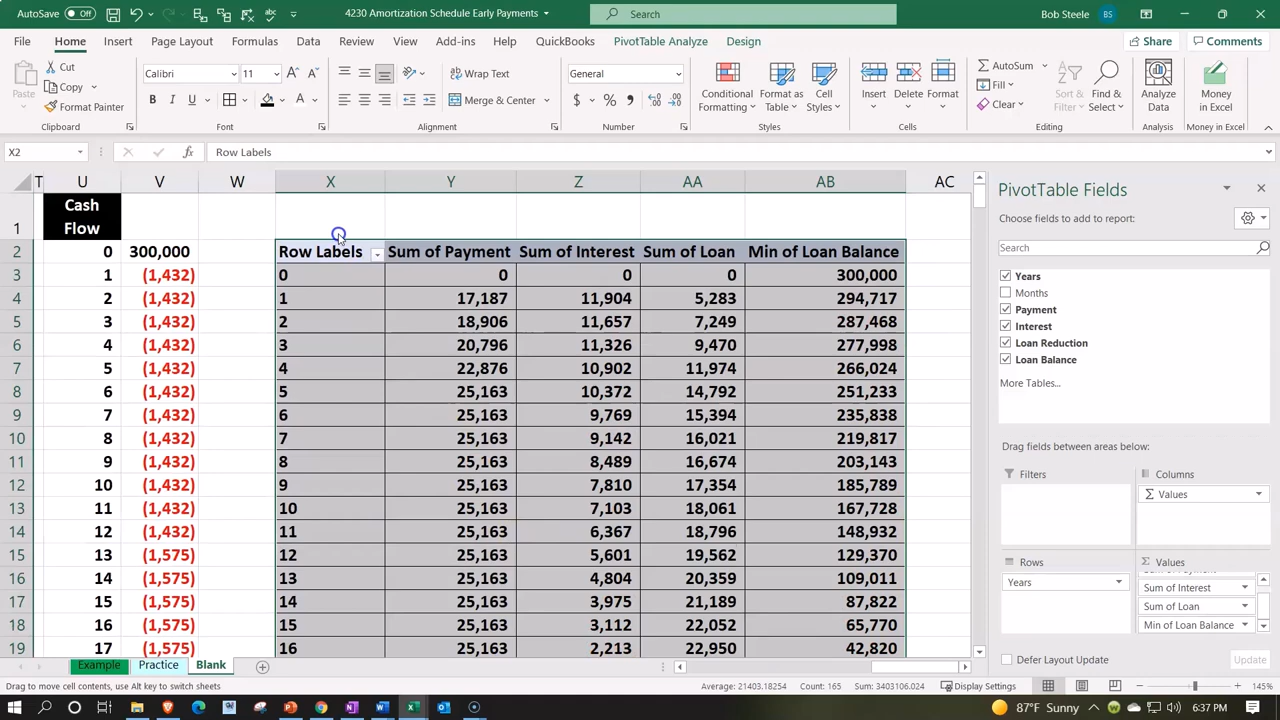 AutoSave Off 4230 Amortization Schedule Early Payments Search Bob Steele BS
File Home Insert Page Layout Formulas Data Review View Add-ins Help QuickBooks PivotTable Analyze Design Share Comments
Paste Cut Copy Format Painter Calibri 11 Wrap Text Merge & Center General Conditional Formatting Format as Table Cell Styles Insert Delete Format AutoSum Fill Clear Sort & Filter Find & Select Analyze Data Money in Excel
Clipboard Font Alignment Number Styles Cells Editing Analysis Money in Excel
X2 fx Row Labels
T U V W X Y Z AA AB AC
1 Cash Flow
2 0 300,000 Row Labels Sum of Payment Sum of Interest Sum of Loan Min of Loan Balance
3 1 (1,432) 0 0 0 0 300,000
4 2 (1,432) 1 17,187 11,904 5,283 294,717
5 3 (1,432) 2 18,906 11,657 7,249 287,468
6 4 (1,432) 3 20,796 11,326 9,470 277,998
7 5 (1,432) 4 22,876 10,902 11,974 266,024
8 6 (1,432) 5 25,163 10,372 14,792 251,233
9 7 (1,432) 6 25,163 9,769 15,394 235,838
10 8 (1,432) 7 25,163 9,142 16,021 219,817
11 9 (1,432) 8 25,163 8,489 16,674 203,143
12 10 (1,432) 9 25,163 7,810 17,354 185,789
13 11 (1,432) 10 25,163 7,103 18,061 167,728
14 12 (1,432) 11 25,163 6,367 18,796 148,932
15 13 (1,575) 12 25,163 5,601 19,562 129,370
16 14 (1,575) 13 25,163 4,804 20,359 109,011
17 15 (1,575) 14 25,163 3,975 21,189 87,822
18 16 (1,575) 15 25,163 3,112 22,052 65,770
19 17 (1,575) 16 25,163 2,213 22,950 42,820
PivotTable Fields
Choose fields to add to report:
Search
Years
Months
Payment
Interest
Loan Reduction
Loan Balance
More Tables...
Drag fields between areas below:
Filters Columns
Values
Rows Values
Years
Sum of Interest
Sum of Loan
Min of Loan Balance
Defer Layout Update Update
Example Practice Blank
Drag to move cell contents, use Alt key to switch sheets Average: 21403.18254 Count: 165 Sum: 3403106.024 Display Settings 145%
87°F Sunny 6:37 PM